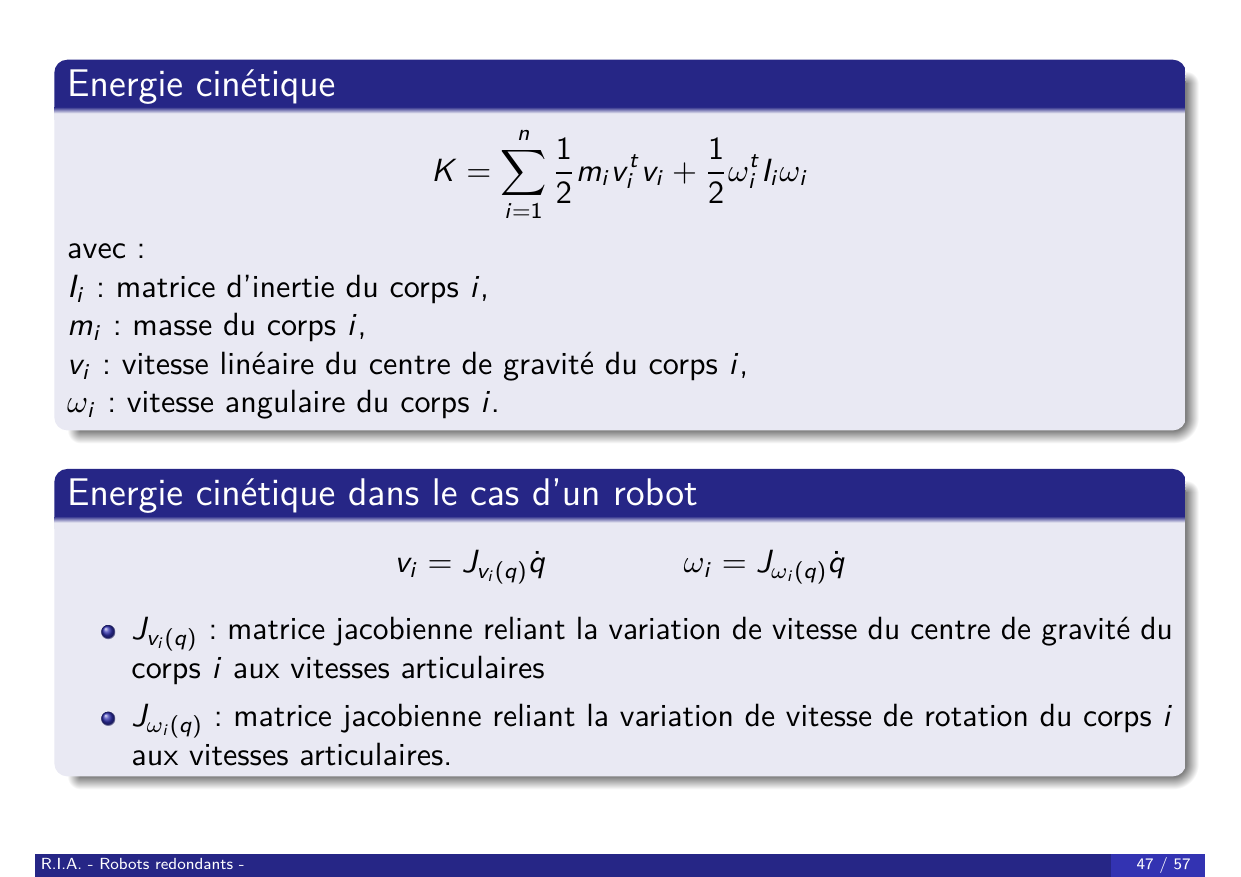 Energie cinétique
K = \sum_{i=1}^{n} \frac{1}{2} m_i v_i^t v_i + \frac{1}{2} \omega_i^t I_i \omega_i
avec :
I_i : matrice d'inertie du corps i,
m_i : masse du corps i,
v_i : vitesse linéaire du centre de gravité du corps i,
ω_i : vitesse angulaire du corps i.
Energie cinétique dans le cas d'un robot
v_i = J_{v_i(q)} \dot{q} ω_i = J_{ω_i(q)} \dot{q}
J_{v_i(q)} : matrice jacobienne reliant la variation de vitesse du centre de gravité du
corps i aux vitesses articulaires
J_{ω_i(q)} : matrice jacobienne reliant la variation de vitesse de rotation du corps i
aux vitesses articulaires.
R.I.A. - Robots redondants - 47 / 57